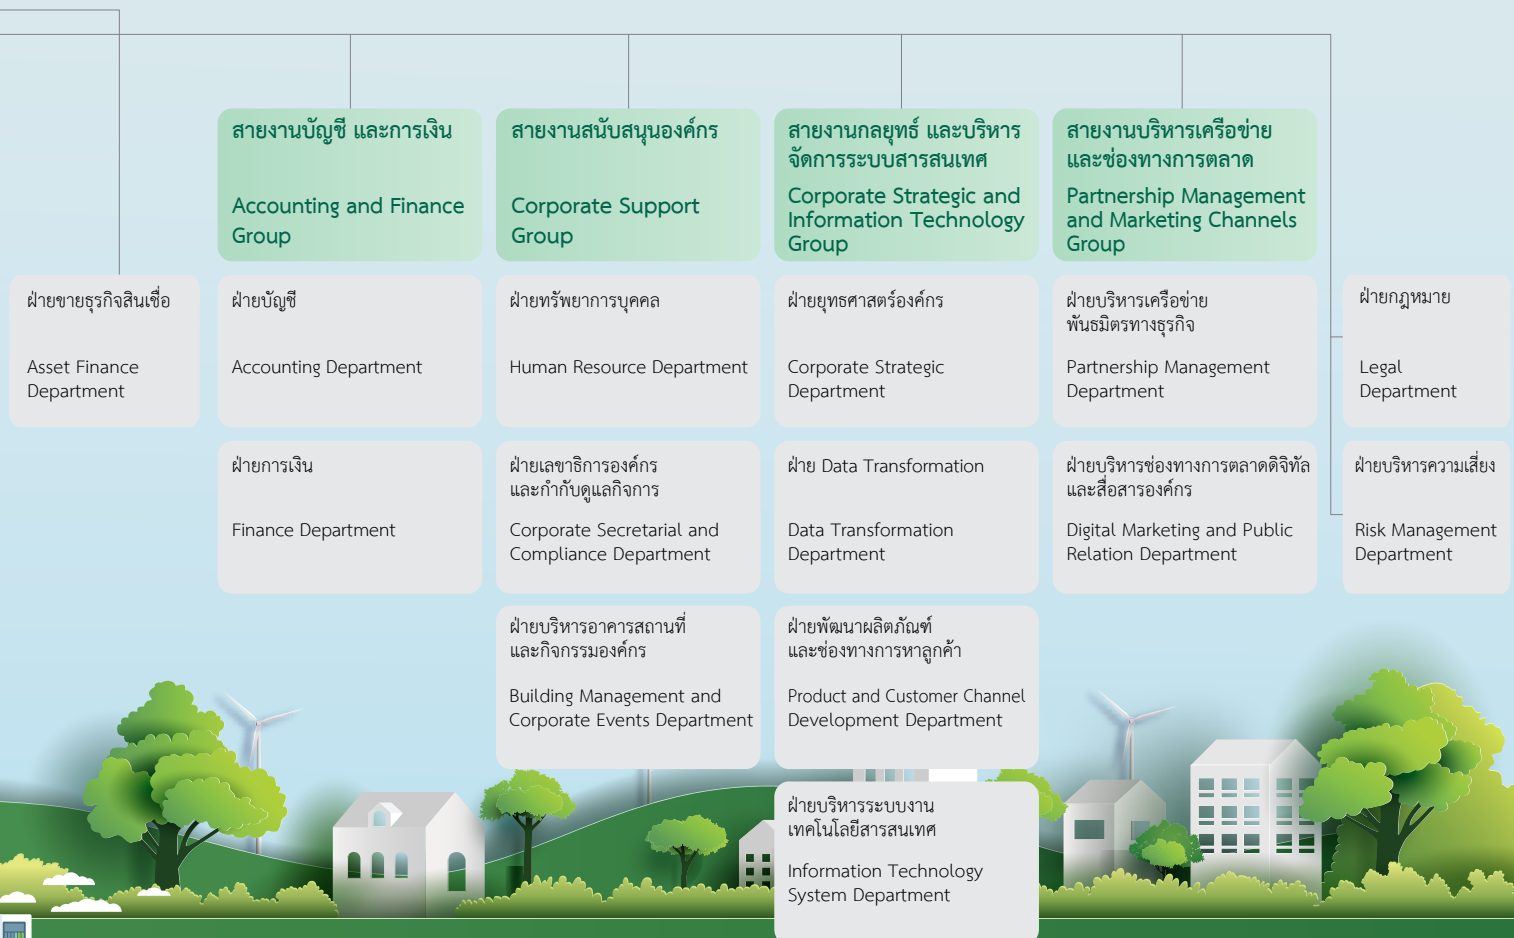 สายงานบัญชี และการเงิน
Accounting and Finance
Group
สายงานสนับสนุนองค์กร
Corporate Support
Group
สายงานกลยุทธ์ และบริหาร
จัดการระบบสารสนเทศ
Corporate Strategic and
Information Technology
Group
สายงานบริหารเครือข่าย
และช่องทางการตลาด
Partnership Management
and Marketing Channels
Group
ฝ่ายขายธุรกิจสินเชื่อ
Asset Finance
Department
ฝ่ายบัญชี
Accounting Department
ฝ่ายทรัพยาการบุคคล
Human Resource Department
ฝ่ายยุทธศาสตร์องค์กร
Corporate Strategic
Department
ฝ่ายบริหารเครือข่าย
พันธมิตรทางธุรกิจ
Partnership Management
Department
ฝ่ายกฎหมาย
Legal
Department
ฝ่ายการเงิน
Finance Department
ฝ่ายเลขาธิการองค์กร
และกำกับดูแลกิจการ
Corporate Secretarial and
Compliance Department
ฝ่าย Data Transformation
Data Transformation
Department
ฝ่ายบริหารช่องทางการตลาดดิจิทัล
และสื่อสารองค์กร
Digital Marketing and Public
Relation Department
ฝ่ายบริหารความเสี่ยง
Risk Management
Department
ฝ่ายบริหารอาคารสถานที่
และกิจกรรมองค์กร
Building Management and
Corporate Events Department
ฝ่ายพัฒนาผลิตภัณฑ์
และช่องทางการหาลูกค้า
Product and Customer Channel
Development Department
ฝ่ายบริหารระบบงาน
เทคโนโลยีสารสนเทศ
Information Technology
System Department